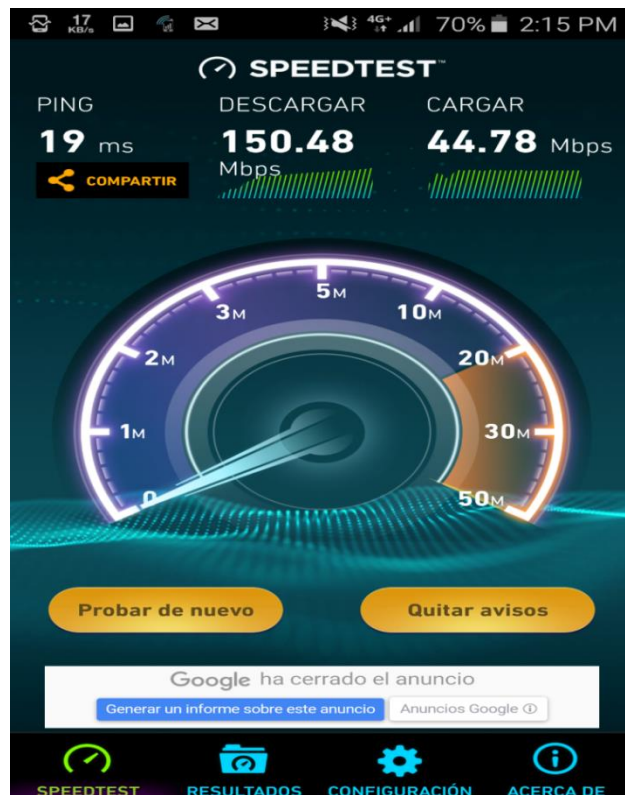 17 KB/s 4G+ 70% 2:15 PM
SPEEDTEST™
PING DESCARGAR CARGAR
19 ms 150.48 Mbps 44.78 Mbps
COMPARTIR
5M
3M 10M
2M 20M
1M 30M
0 50M
Probar de nuevo Quitar avisos
Google ha cerrado el anuncio
Generar un informe sobre este anuncio Anuncios Google
SPEEDTEST RESULTADOS CONFIGURACIÓN ACERCA DE